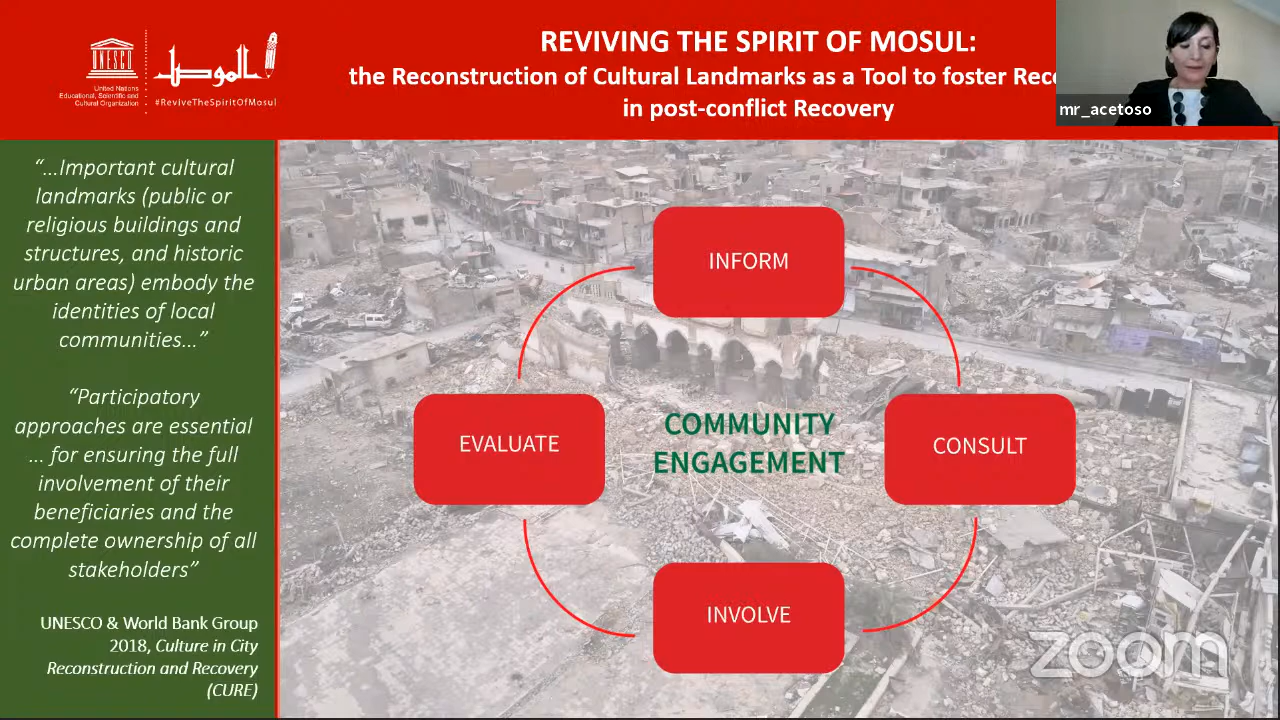 UNESCO
United Nations
Educational, Scientific and
Cultural Organization
الموصل
#ReviveTheSpiritOfMosul
REVIVING THE SPIRIT OF MOSUL:
the Reconstruction of Cultural Landmarks as a Tool to foster
in post-conflict Recovery
mr_acetoso
“…Important cultural
landmarks (public or
religious buildings and
structures, and historic
urban areas) embody the
identities of local
communities…”
“Participatory
approaches are essential
… for ensuring the full
involvement of their
beneficiaries and the
complete ownership of all
stakeholders”
UNESCO & World Bank Group
2018, Culture in City
Reconstruction and Recovery
(CURE)
INFORM
EVALUATE
COMMUNITY
ENGAGEMENT
CONSULT
INVOLVE
zoom